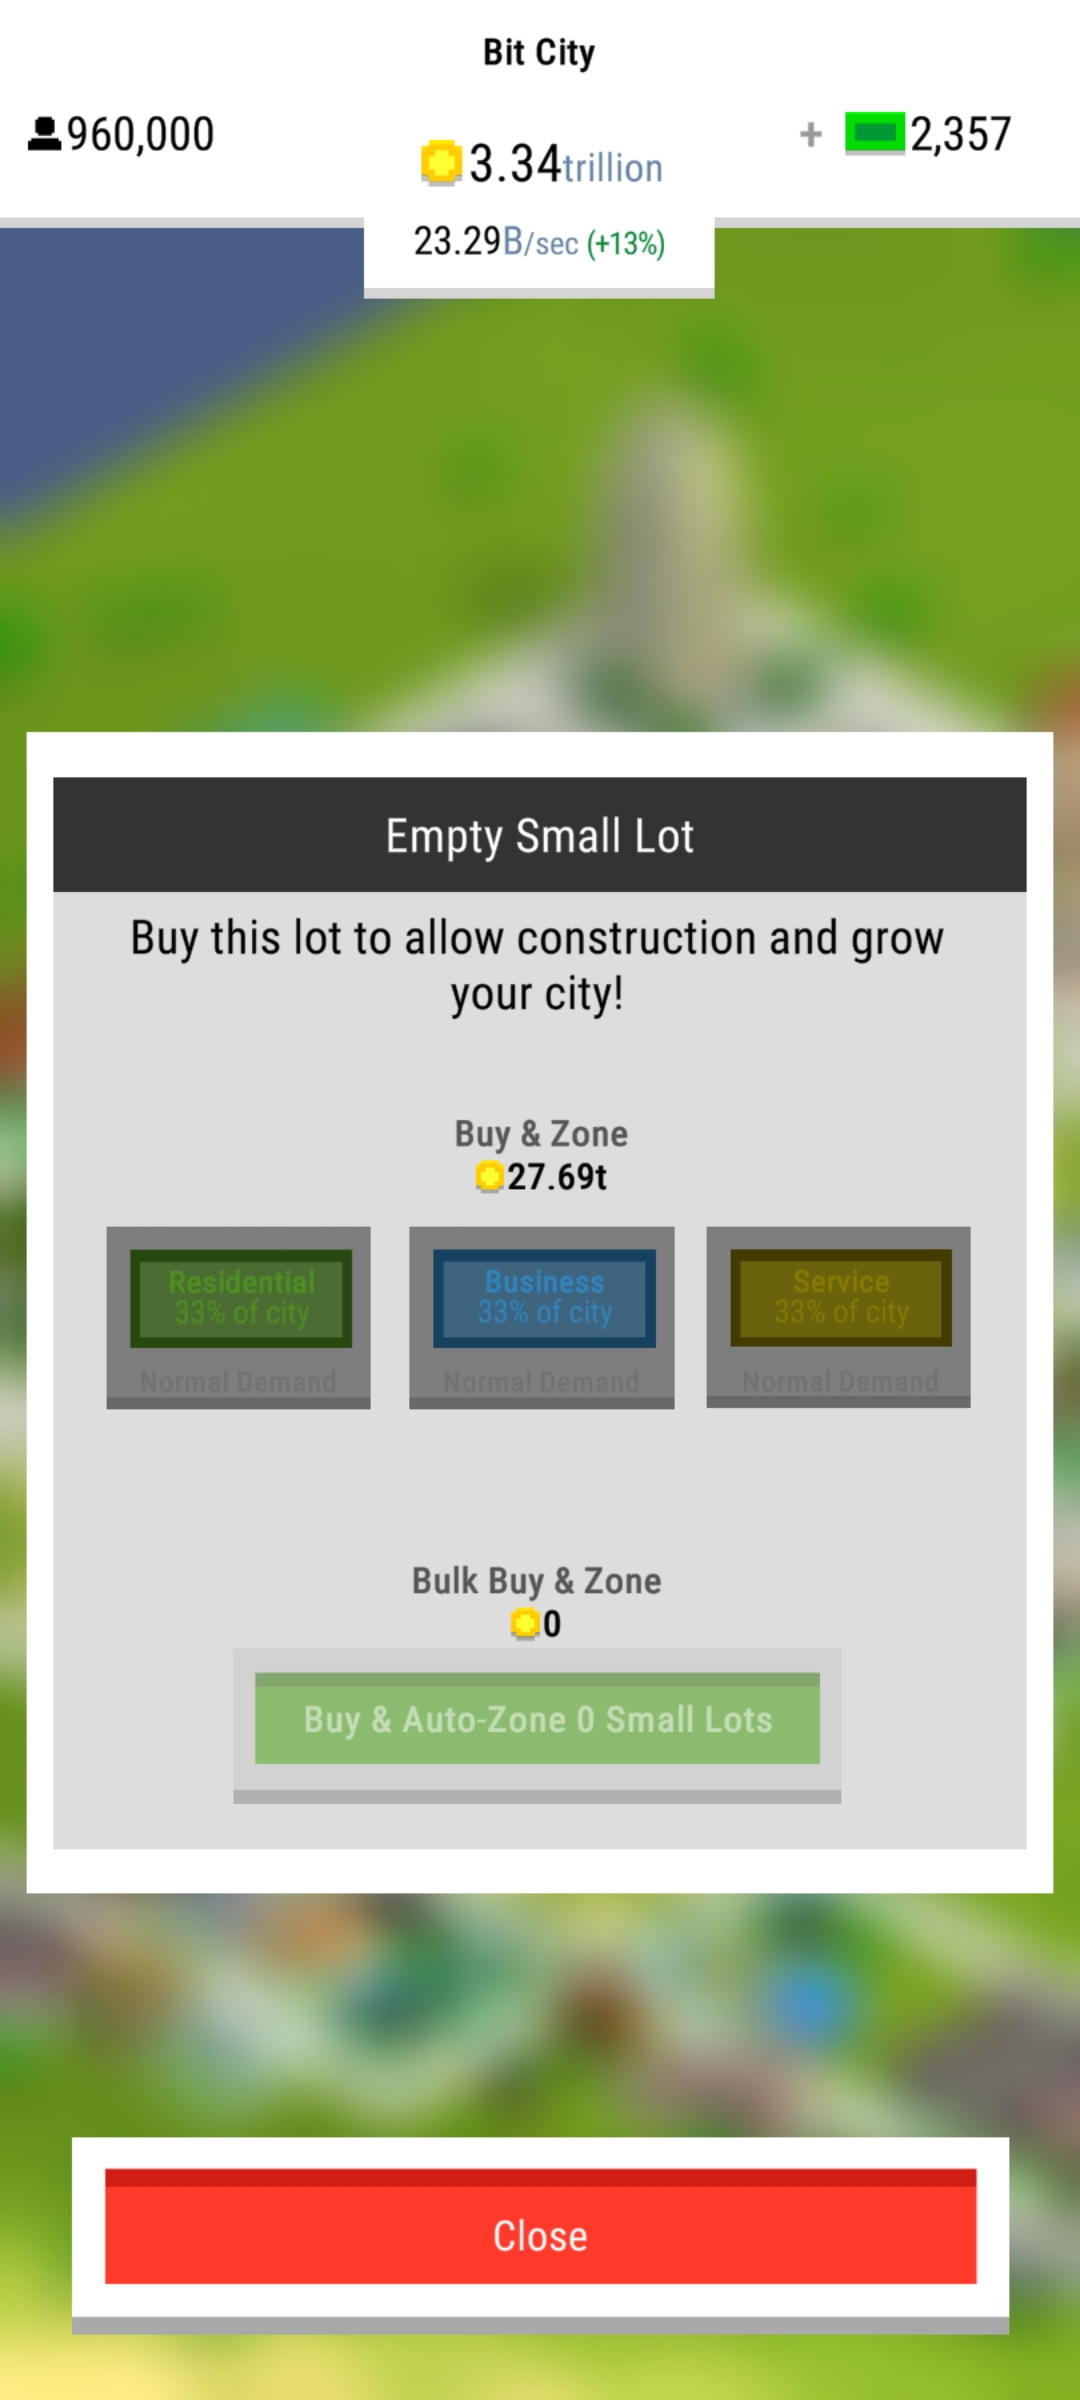 Bit City
960,000
3.34trillion
+ 2,357
23.29B/sec (+13%)
Empty Small Lot
Buy this lot to allow construction and grow
your city!
Buy & Zone
27.69t
Residential
33% of city
Normal Demand
Business
33% of city
Normal Demand
Service
33% of city
Normal Demand
Bulk Buy & Zone
0
Buy & Auto-Zone 0 Small Lots
Close